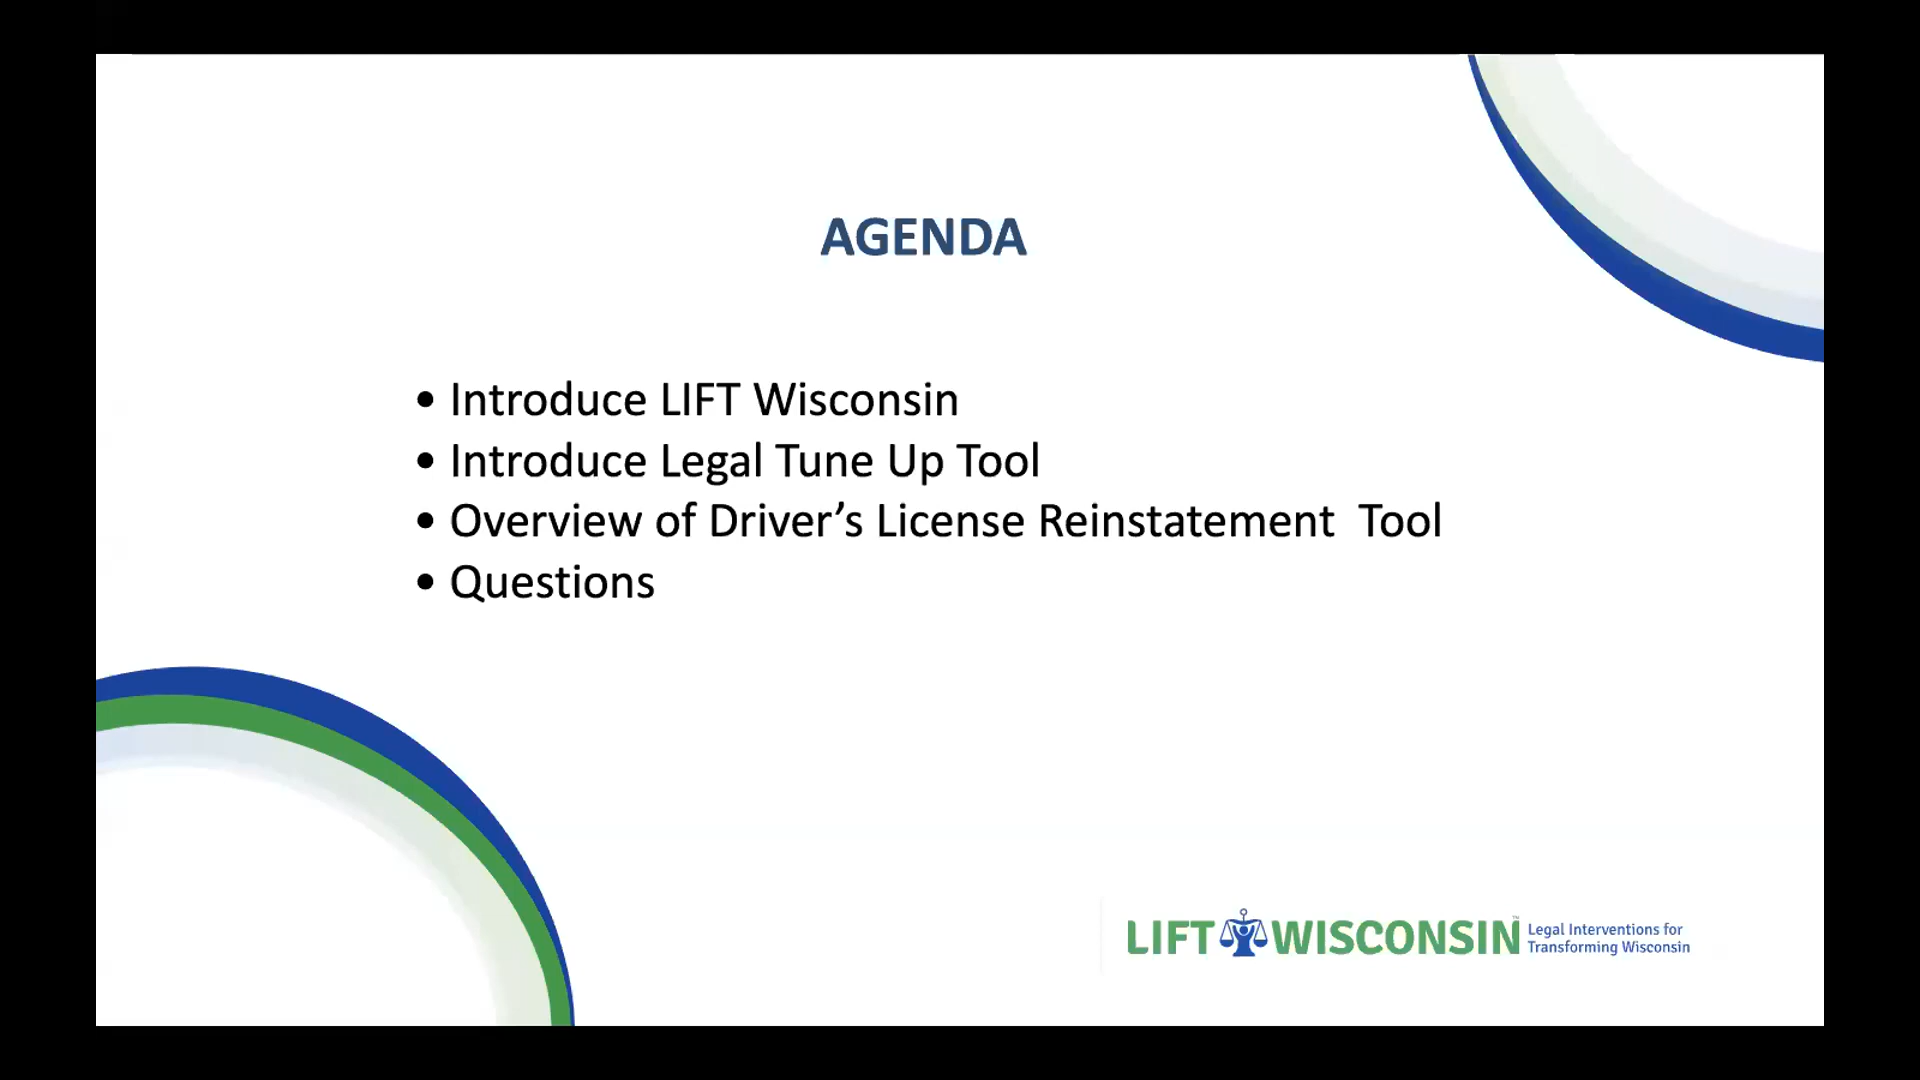 AGENDA
• Introduce LIFT Wisconsin
• Introduce Legal Tune Up Tool
• Overview of Driver’s License Reinstatement  Tool
• Questions
LIFT WISCONSIN™ Legal Interventions for
Transforming Wisconsin